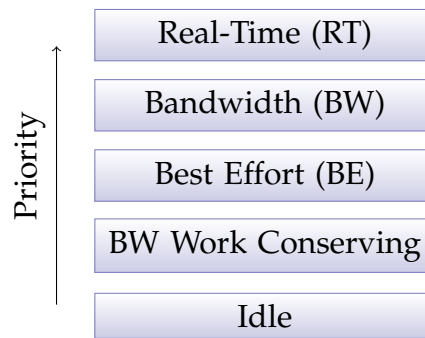 Real-Time (RT)
Bandwidth (BW)
Best Effort (BE)
BW Work Conserving
Idle
Priority